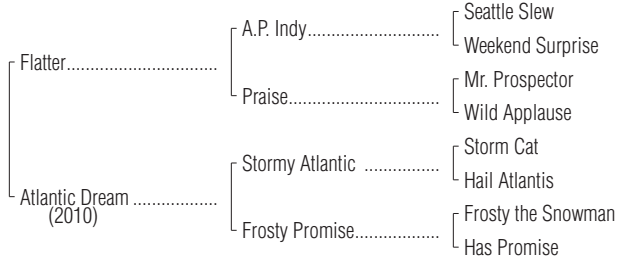 Seattle Slew
A.P. Indy.............................
Weekend Surprise
Flatter.................................
Mr. Prospector
Praise.................................
Wild Applause
Storm Cat
Stormy Atlantic ................
Hail Atlantis
Atlantic Dream ..................
(2010)
Frosty the Snowman
Frosty Promise..................
Has Promise